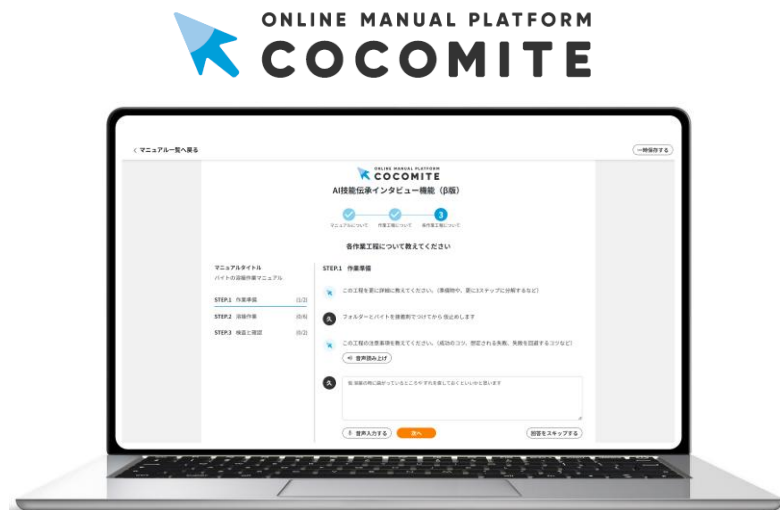 ONLINE MANUAL PLATFORM
COCOMITE
〈 マニュアル一覧へ戻る
一時保存する
ONLINE MANUAL PLATFORM
COCOMITE
AI技能伝承インタビュー機能（β版）
3
マニュアルについて 作業工程について 各作業工程について
各作業工程について教えてください
マニュアルタイトル
バイトの溶接作業マニュアル
STEP.1 作業準備 (1/2)
STEP.2 溶接作業 (0/4)
STEP.3 検査と確認 (0/2)
STEP.1 作業準備
この工程を更に詳細に教えてください。（準備物や、更に3ステップに分解するなど）
久 フォルダーとバイトを接着剤でつけてから 仮止めします
この工程の注意事項を教えてください。（成功のコツ、想定される失敗、失敗を回避するコツなど）
音声読み上げ
久
音声入力する
次へ
回答をスキップする